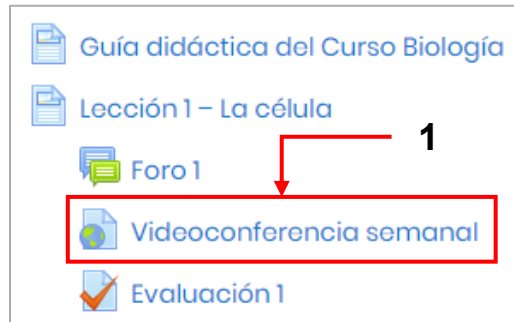 Guía didáctica del Curso Biología
Lección 1 – La célula
1
Foro 1
Videoconferencia semanal
Evaluación 1